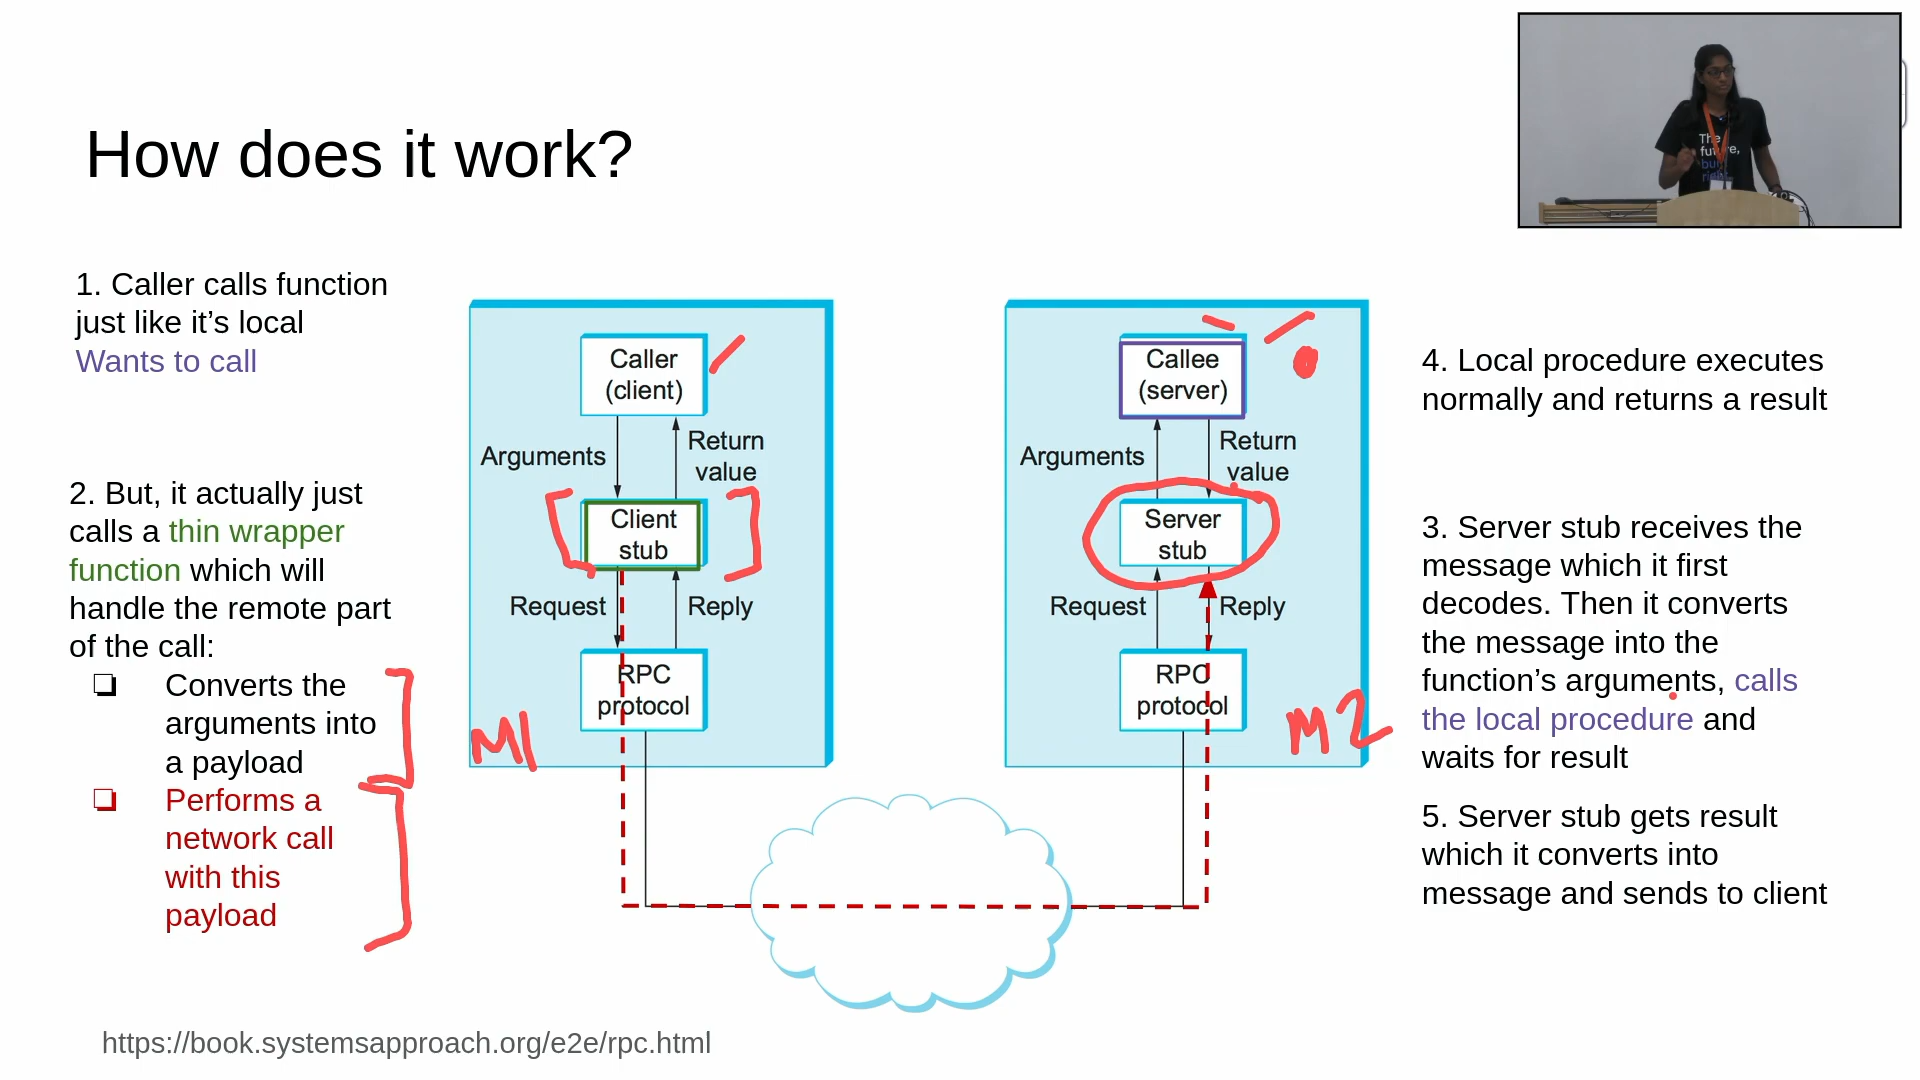 How does it work?
The
future,
built
right.
1. Caller calls function
just like it’s local
Wants to call
2. But, it actually just
calls a thin wrapper
function which will
handle the remote part
of the call:
❏ Converts the
arguments into
a payload
❏ Performs a
network call
with this
payload
Caller
(client)
Arguments
Return
value
Client
stub
Request
Reply
RPC
protocol
M1
Callee
(server)
Arguments
Return
value
Server
stub
Request
Reply
RPC
protocol
M2
4. Local procedure executes
normally and returns a result
3. Server stub receives the
message which it first
decodes. Then it converts
the message into the
function’s arguments, calls
the local procedure and
waits for result
5. Server stub gets result
which it converts into
message and sends to client
https://book.systemsapproach.org/e2e/rpc.html